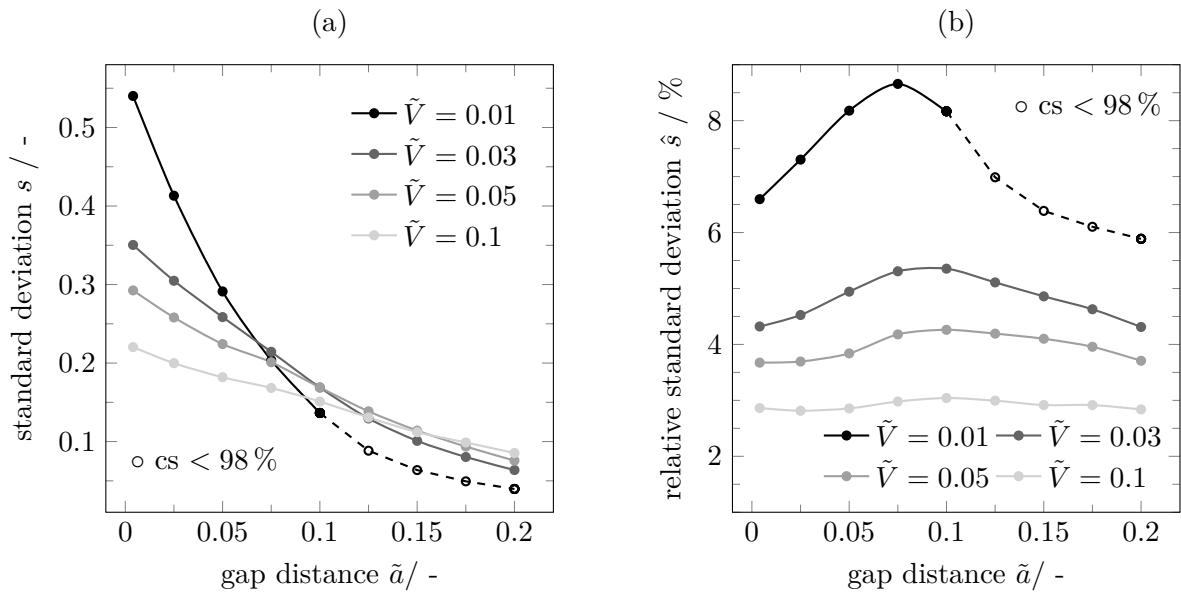 (a)
standard deviation s / -
0.5
0.4
0.3
0.2
0.1
Ṽ = 0.01
Ṽ = 0.03
Ṽ = 0.05
Ṽ = 0.1
cs < 98 %
0
0.05
0.1
0.15
0.2
gap distance ã/ -
(b)
relative standard deviation ŝ / %
8
6
4
2
cs < 98 %
Ṽ = 0.01
Ṽ = 0.03
Ṽ = 0.05
Ṽ = 0.1
0
0.05
0.1
0.15
0.2
gap distance ã/ -